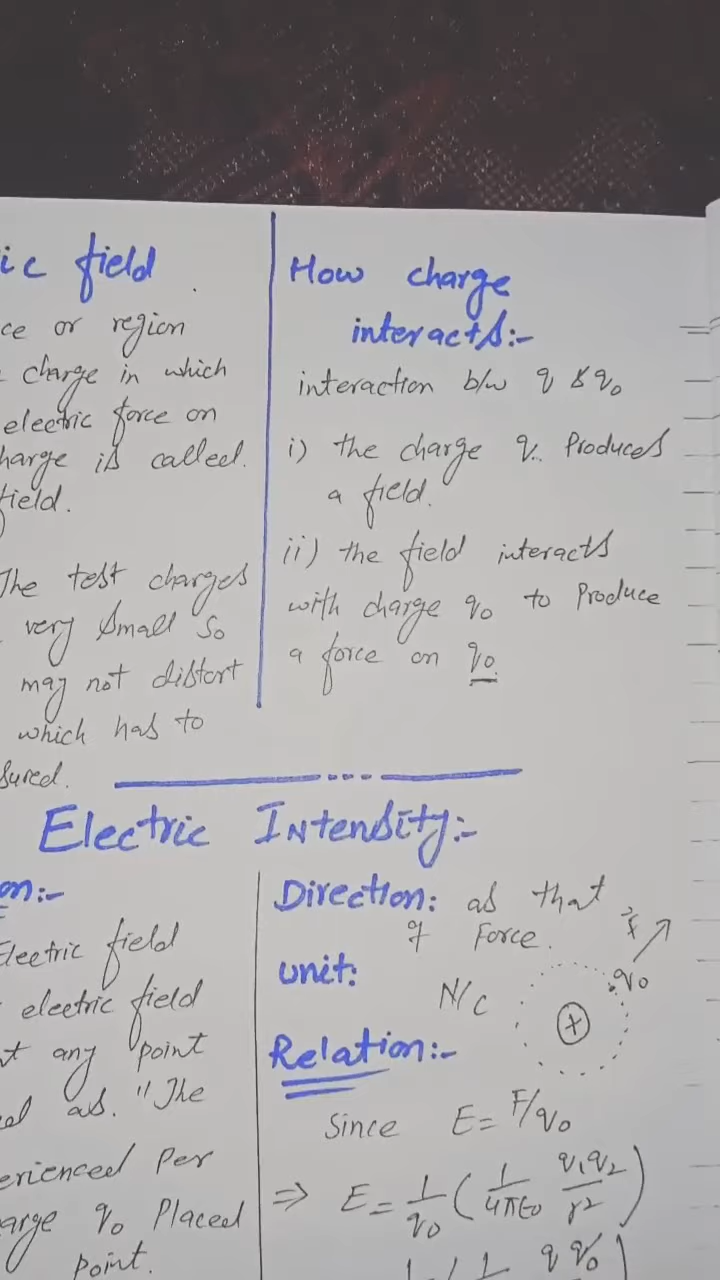 ic field
ce or region
charge in which
electric force on
harge is called.
field.
The test charges
very small so
may not distort
which has to
sured.
How charge
interacts:-
interaction b/w q & q₀
i) the charge q. Produces
a field.
ii) the field interacts
with charge q₀ to Produce
a force on q₀.
Electric Intensity:-
on:-
Electric field
electric field
at any point
ed as. "The
erienced Per
arge q₀ Placed
Point.
Direction: as that
of Force.
Unit:
N/C
q₀
+
Relation:-
Since E = F/q₀
⇒ E = 1/q₀ ( 1/4πε₀ q₁q₂/r² )